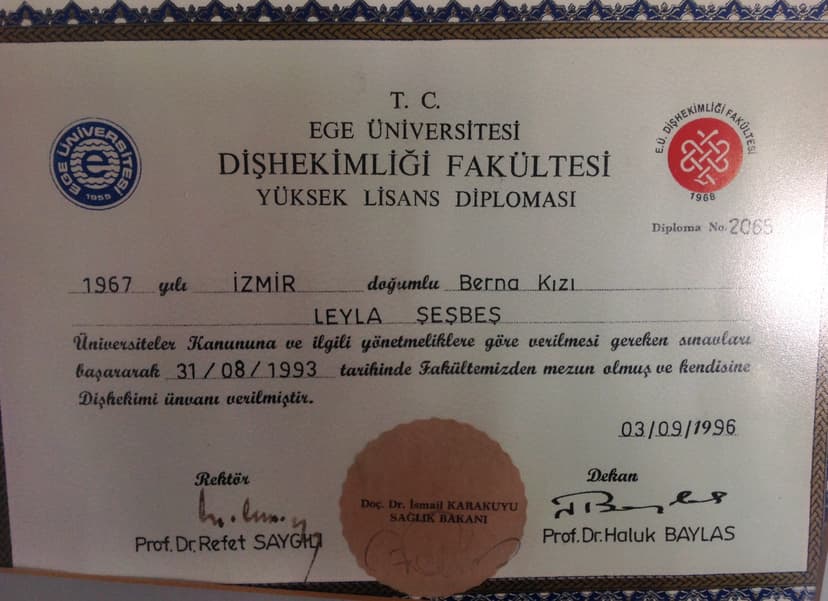 T. C.
EGE ÜNİVERSİTESİ
DİŞHEKİMLİĞİ FAKÜLTESİ
YÜKSEK LİSANS DİPLOMASI
EGE ÜNİVERSİTESİ
e
1955
E.Ü. DİŞHEKİMLİĞİ FAKÜLTESİ
1968
Diploma No. 2065
1967 yılı İZMİR doğumlu Berna Kızı
LEYLA ŞEŞBEŞ
Üniversiteler Kanununa ve ilgili yönetmeliklere göre verilmesi gereken sınavları
başararak 31/08/1993 tarihinde Fakültemizden mezun olmuş ve kendisine
Dişhekimi ünvanı verilmiştir.
03/09/1996
Rektör
Prof.Dr.Refet SAYGILI
Doç. Dr. İsmail KARAKUYU
SAĞLIK BAKANI
Dekan
Prof.Dr.Haluk BAYLAS